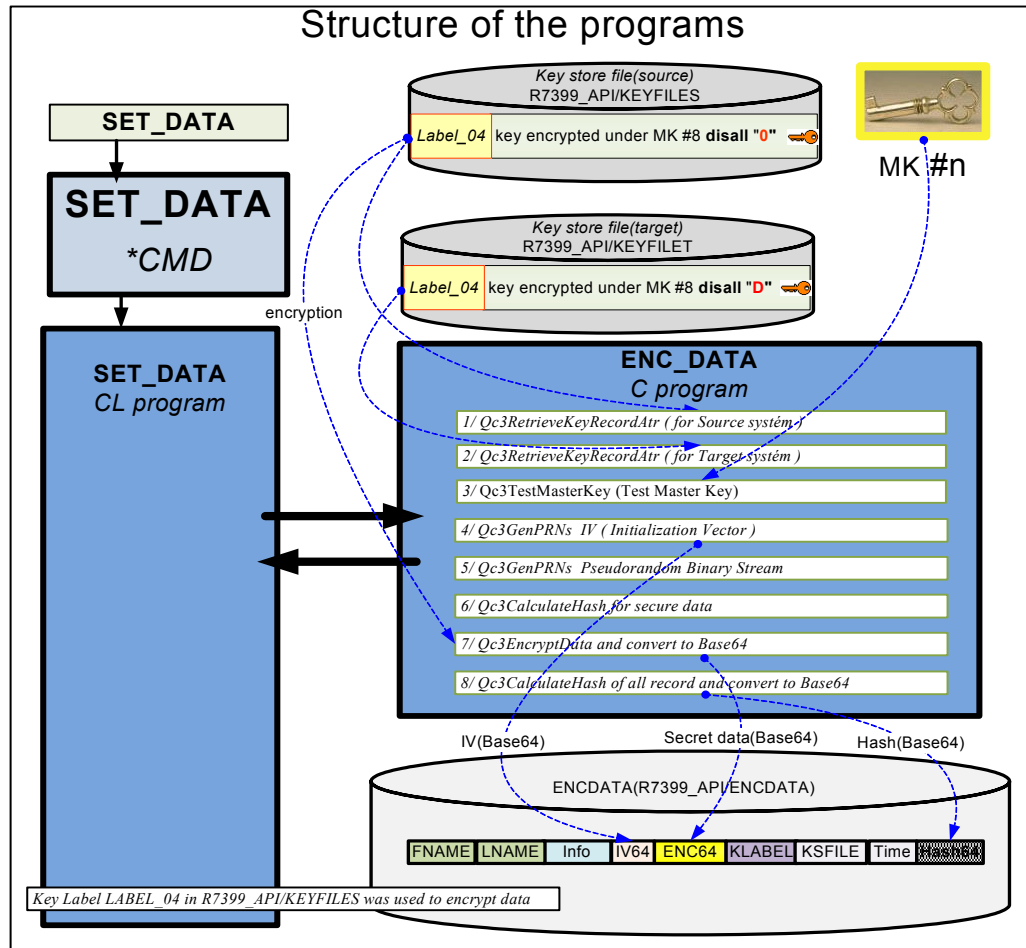 Structure of the programs
SET_DATA
SET_DATA
*CMD
SET_DATA
CL program
Key store file(source)
R7399_API/KEYFILES
Label_04 key encrypted under MK #8 disall "0"
MK #n
Key store file(target)
R7399_API/KEYFILET
Label_04 key encrypted under MK #8 disall "D"
encryption
ENC_DATA
C program
1/ Qc3RetrieveKeyRecordAtr ( for Source systém )
2/ Qc3RetrieveKeyRecordAtr ( for Target systém )
3/ Qc3TestMasterKey (Test Master Key)
4/ Qc3GenPRNs IV ( Initialization Vector )
5/ Qc3GenPRNs Pseudorandom Binary Stream
6/ Qc3CalculateHash for secure data
7/ Qc3EncryptData and convert to Base64
8/ Qc3CalculateHash of all record and convert to Base64
IV(Base64)
Secret data(Base64)
Hash(Base64)
ENCDATA(R7399_API/ENCDATA)
FNAME LNAME Info IV64 ENC64 KLABEL KSFILE Time Hash64
Key Label LABEL_04 in R7399_API/KEYFILES was used to encrypt data